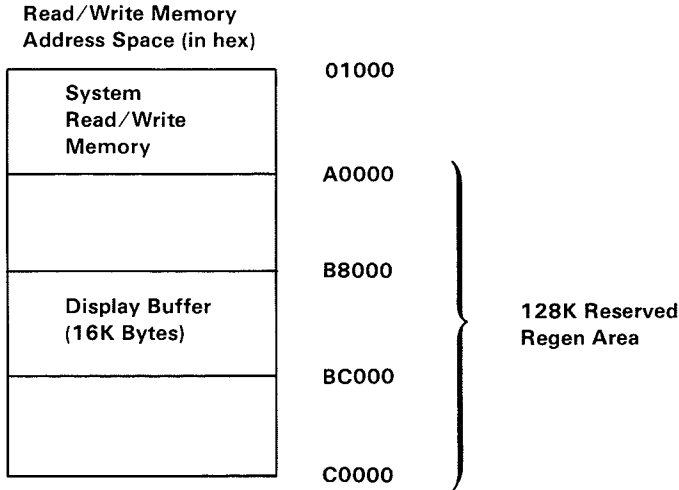 Read/Write Memory
Address Space (in hex)
01000
System
Read/Write
Memory
A0000
B8000
Display Buffer
(16K Bytes)
128K Reserved
Regen Area
BC000
C0000